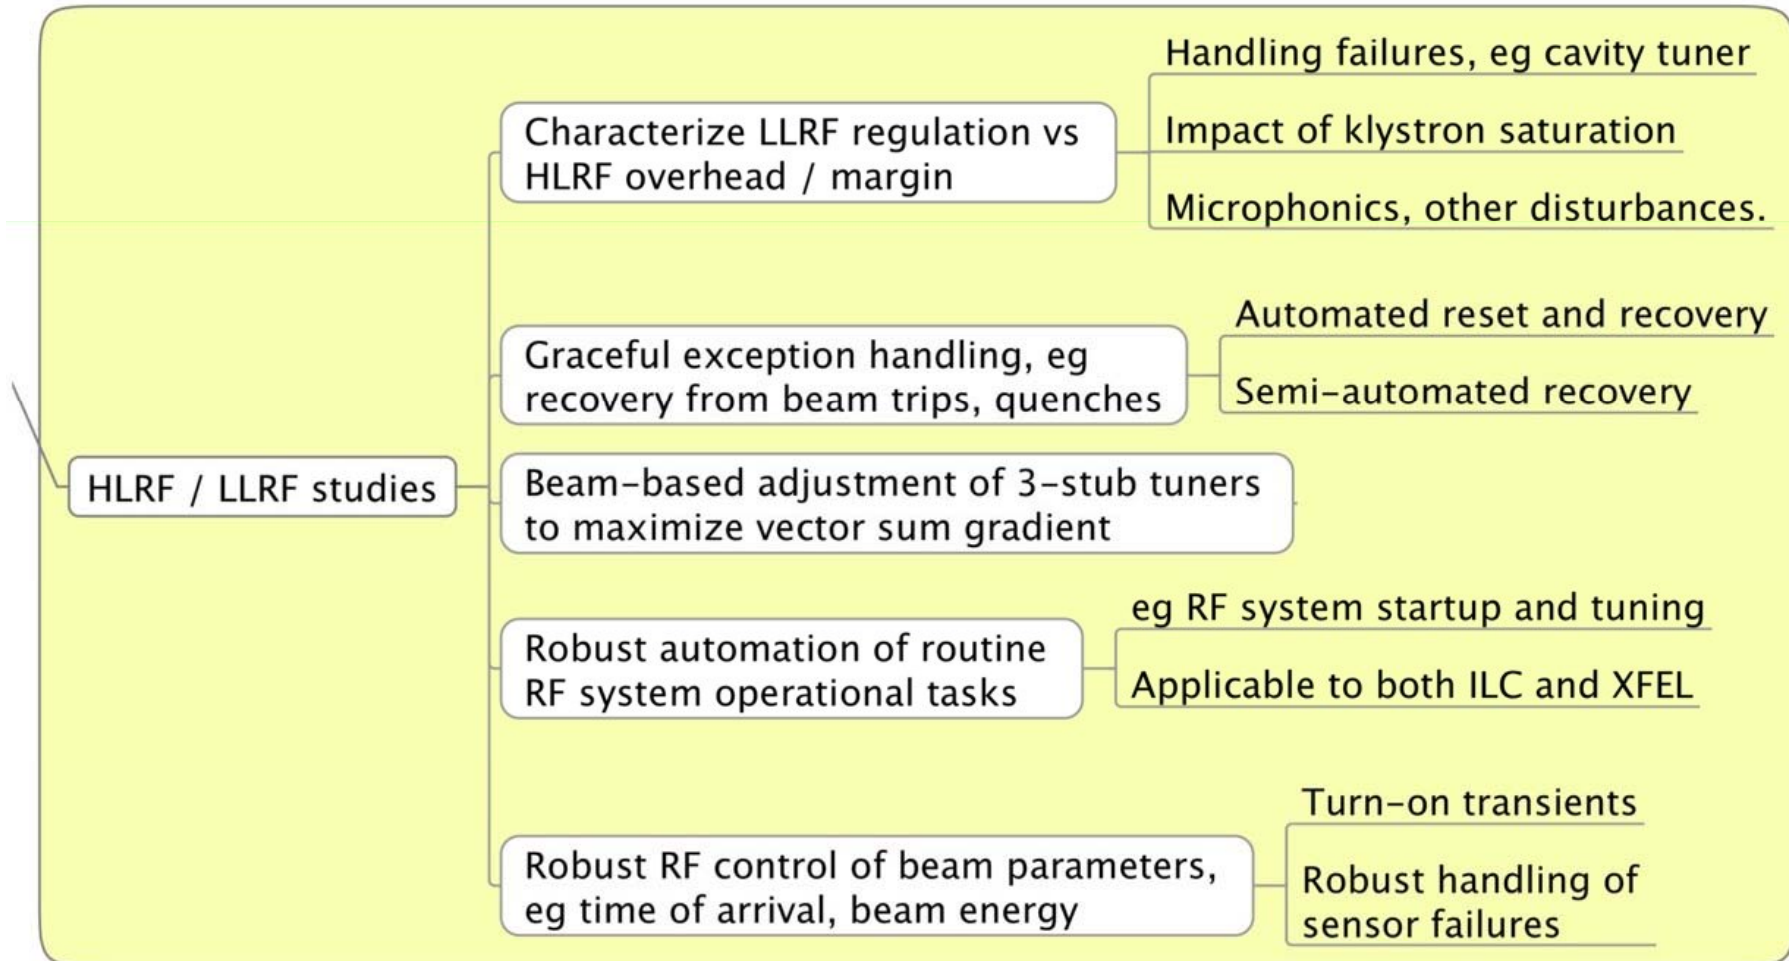 HLRF / LLRF studies
Characterize LLRF regulation vs
HLRF overhead / margin
Handling failures, eg cavity tuner
Impact of klystron saturation
Microphonics, other disturbances.
Graceful exception handling, eg
recovery from beam trips, quenches
Automated reset and recovery
Semi-automated recovery
Beam-based adjustment of 3-stub tuners
to maximize vector sum gradient
Robust automation of routine
RF system operational tasks
eg RF system startup and tuning
Applicable to both ILC and XFEL
Robust RF control of beam parameters,
eg time of arrival, beam energy
Turn-on transients
Robust handling of
sensor failures